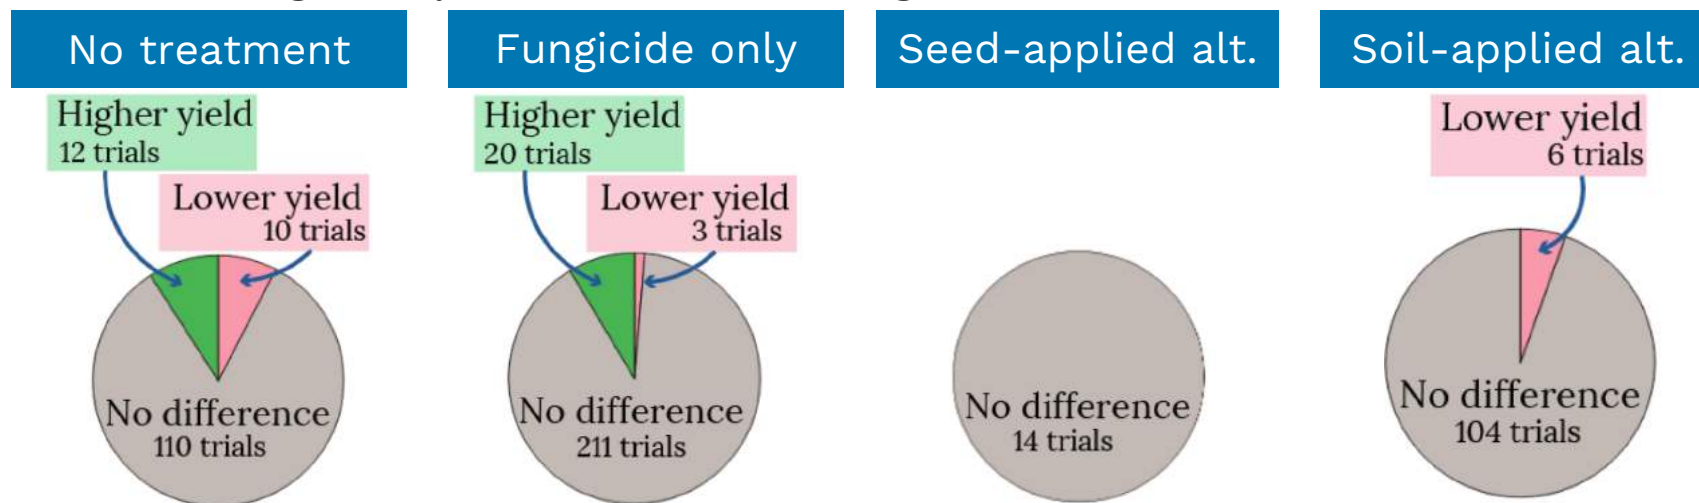 No treatment
Fungicide only
Seed-applied alt.
Soil-applied alt.
Higher yield
12 trials
Lower yield
10 trials
No difference
110 trials
Higher yield
20 trials
Lower yield
3 trials
No difference
211 trials
No difference
14 trials
Lower yield
6 trials
No difference
104 trials